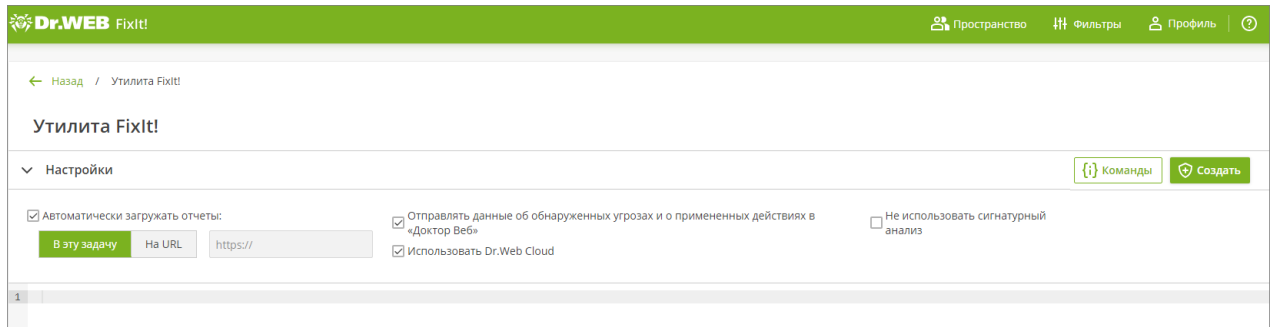 Dr.WEB FixIt!
Пространство
Фильтры
Профиль
?
Назад / Утилита FixIt!
Утилита FixIt!
Настройки
{i} Команды
Создать
Автоматически загружать отчеты:
В эту задачу
На URL
https://
Отправлять данные об обнаруженных угрозах и о примененных действиях в
«Доктор Веб»
Использовать Dr.Web Cloud
Не использовать сигнатурный
анализ
1